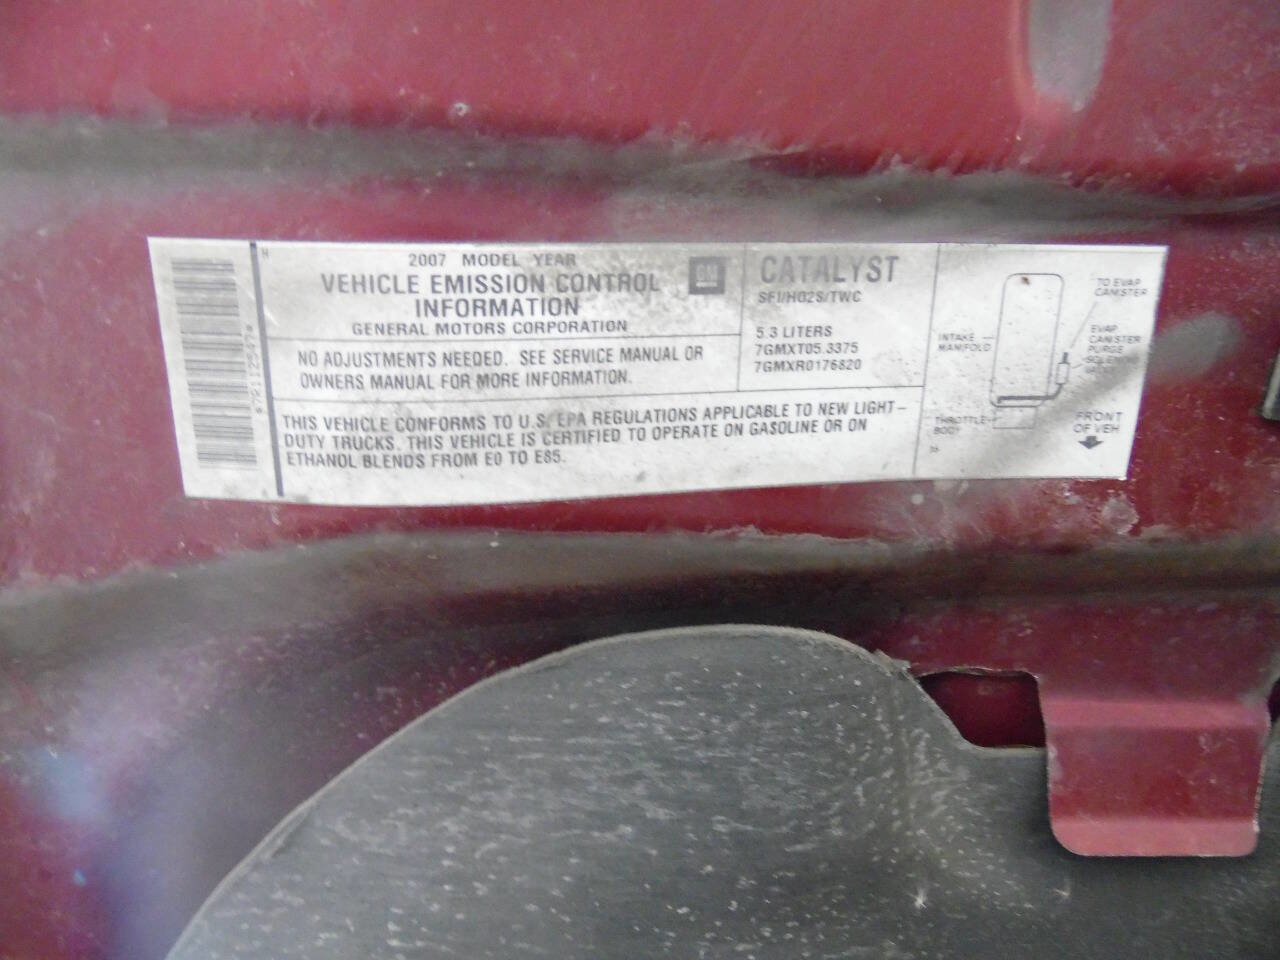 2007 MODEL YEAR
VEHICLE EMISSION CONTROL
INFORMATION
GENERAL MOTORS CORPORATION
GM
NO ADJUSTMENTS NEEDED. SEE SERVICE MANUAL OR
OWNERS MANUAL FOR MORE INFORMATION.
THIS VEHICLE CONFORMS TO U.S. EPA REGULATIONS APPLICABLE TO NEW LIGHT-
DUTY TRUCKS. THIS VEHICLE IS CERTIFIED TO OPERATE ON GASOLINE OR ON
ETHANOL BLENDS FROM E0 TO E85.
CATALYST
SFI/HO2S/TWC
5.3 LITERS
7GMXT05.3375
7GMXR0176820
TO EVAP
CANISTER
INTAKE
MANIFOLD
EVAP
CANISTER
PURGE
SOLENOID
THROTTLE
BODY
FRONT
OF VEH